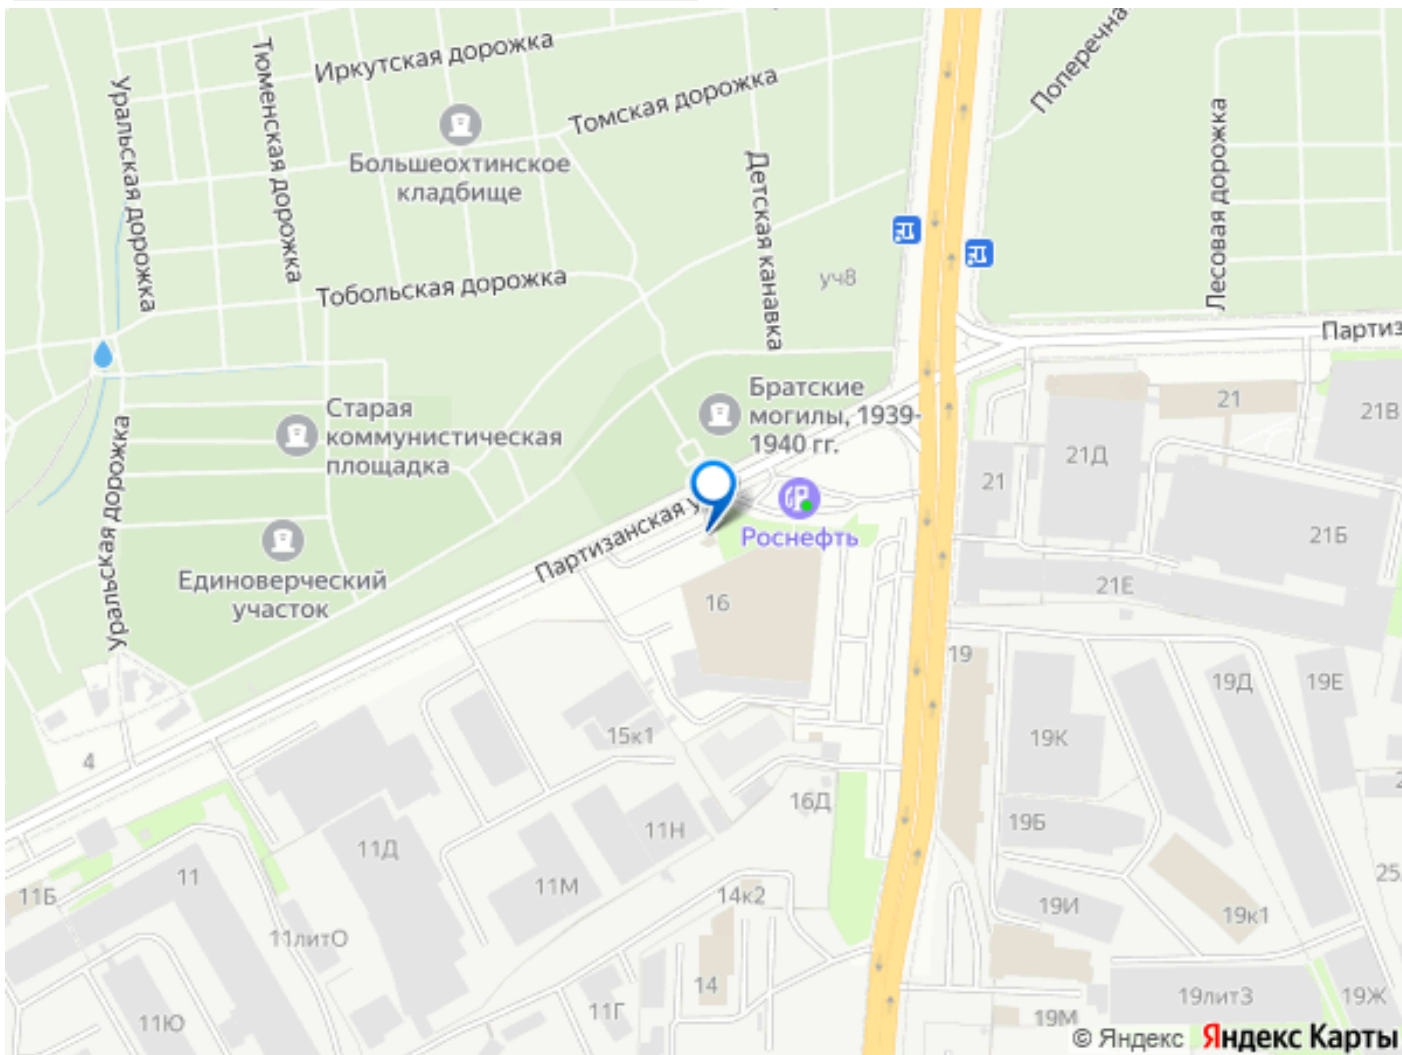 Иркутская дорожка
Поперечна
Уральская дорожка
Тюменская дорожка
Томская дорожка
Лесовая дорожка
Большеохтинское
кладбище
Детская канавка
уч8
Тобольская дорожка
Партиз
Братские
могилы, 1939-
1940 гг.
21
21В
Старая
коммунистическая
площадка
21Д
21
Уральская дорожка
Партизанская у
Роснефть
21Б
Единоверческий
участок
21Е
16
19
19Д
19Е
15к1
19К
4
16Д
19Б
11Н
11Д
11
11М
14к2
25
11Б
19И
19к1
11литО
14
19лит3
19Ж
11Г
11Ю
19М
© Яндекс Яндекс Карты